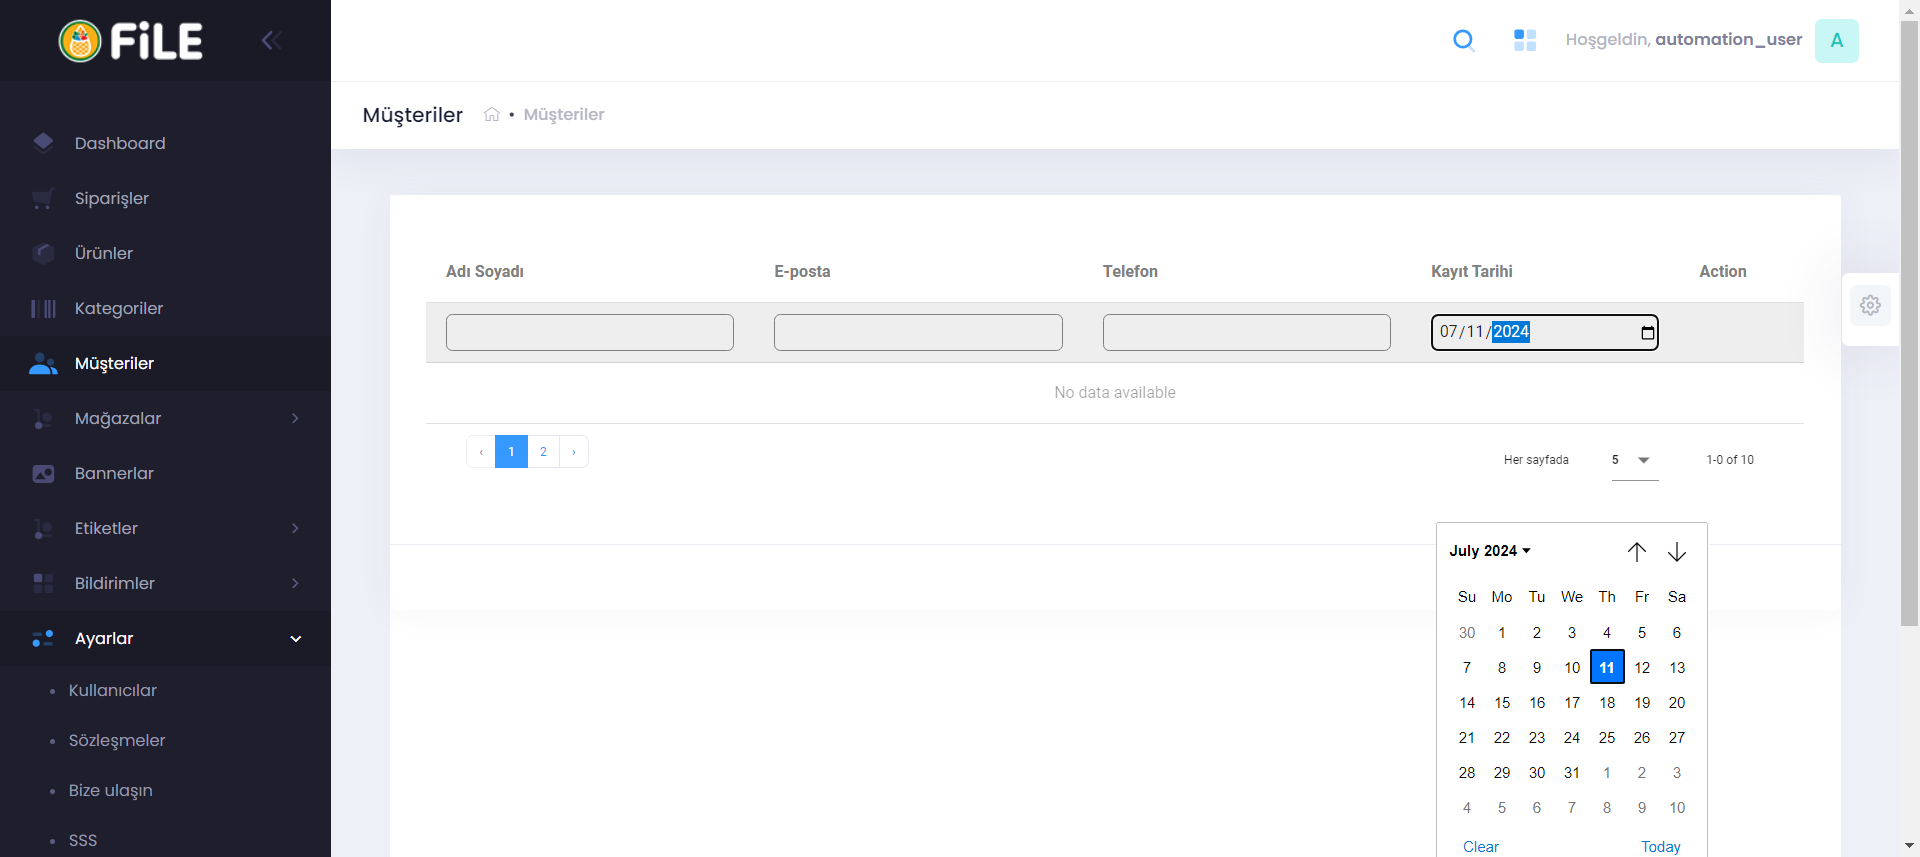 FiLE
Hoşgeldin, automation_user
A
Müşteriler • Müşteriler
Dashboard
Siparişler
Ürünler
Kategoriler
Müşteriler
Mağazalar
Bannerlar
Etiketler
Bildirimler
Ayarlar
Kullanıcılar
Sözleşmeler
Bize ulaşın
SSS
Adı Soyadı E-posta Telefon Kayıt Tarihi Action
07/11/2024
No data available
‹ 1 2 ›
Her sayfada 5 1-0 of 10
July 2024
Su Mo Tu We Th Fr Sa
30 1 2 3 4 5 6
7 8 9 10 11 12 13
14 15 16 17 18 19 20
21 22 23 24 25 26 27
28 29 30 31 1 2 3
4 5 6 7 8 9 10
Clear Today